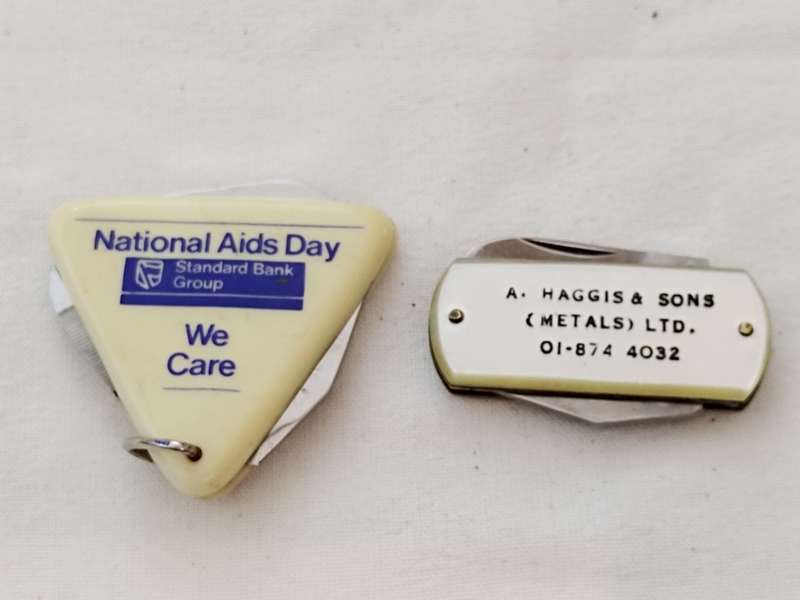 National Aids Day
Standard Bank
Group
We
Care
A. HAGGIS & SONS
(METALS) LTD.
01-874 4032